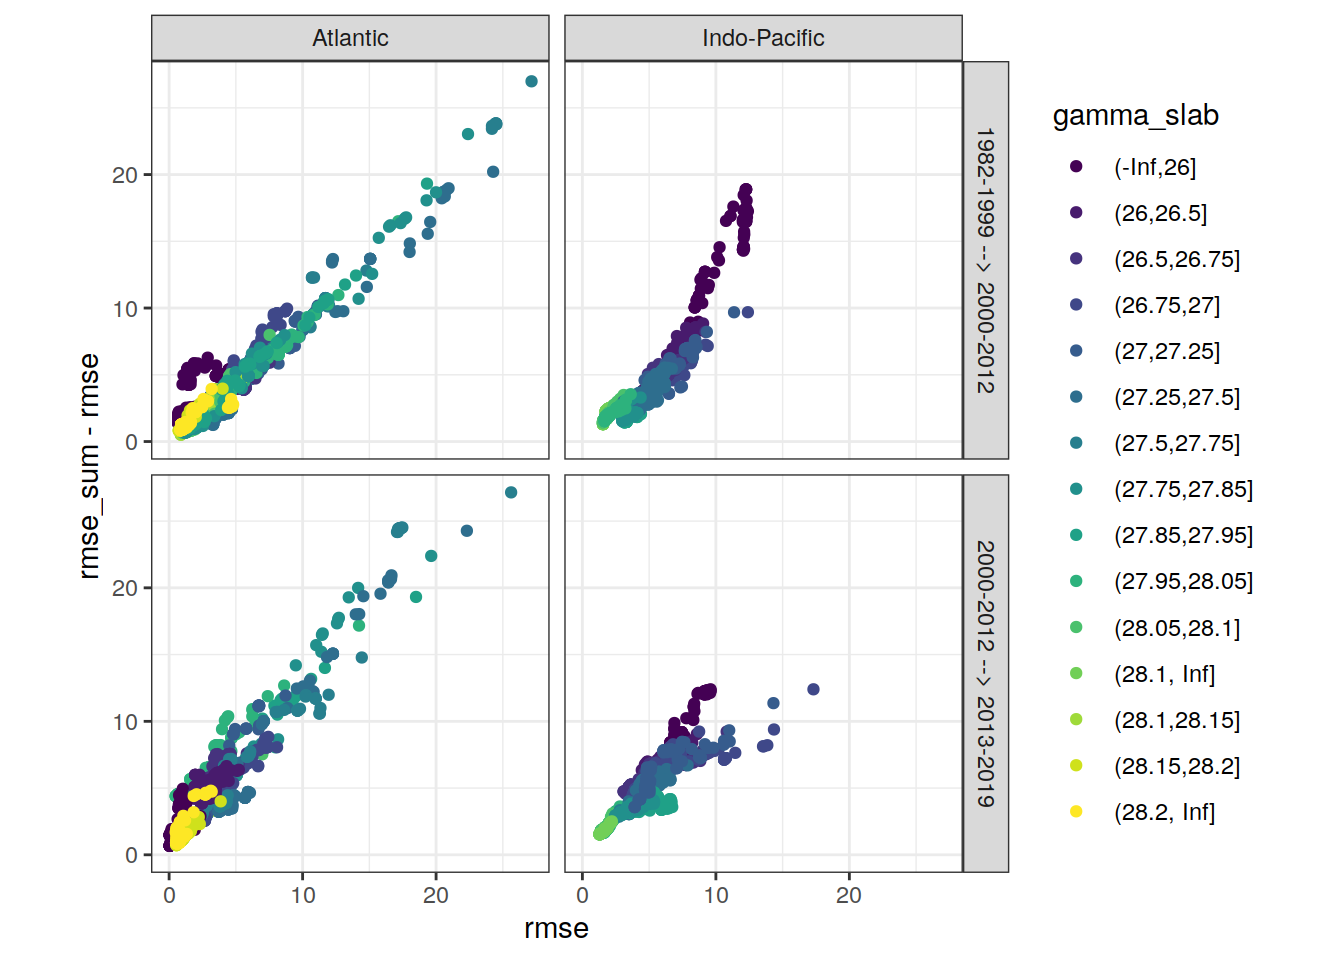 Atlantic
Indo-Pacific
20
10
0
1982-1999 --> 2000-2012
20
10
0
2000-2012 --> 2013-2019
0
10
20
0
10
20
rmse
rmse_sum - rmse
gamma_slab
(-Inf,26]
(26,26.5]
(26.5,26.75]
(26.75,27]
(27,27.25]
(27.25,27.5]
(27.5,27.75]
(27.75,27.85]
(27.85,27.95]
(27.95,28.05]
(28.05,28.1]
(28.1, Inf]
(28.1,28.15]
(28.15,28.2]
(28.2, Inf]